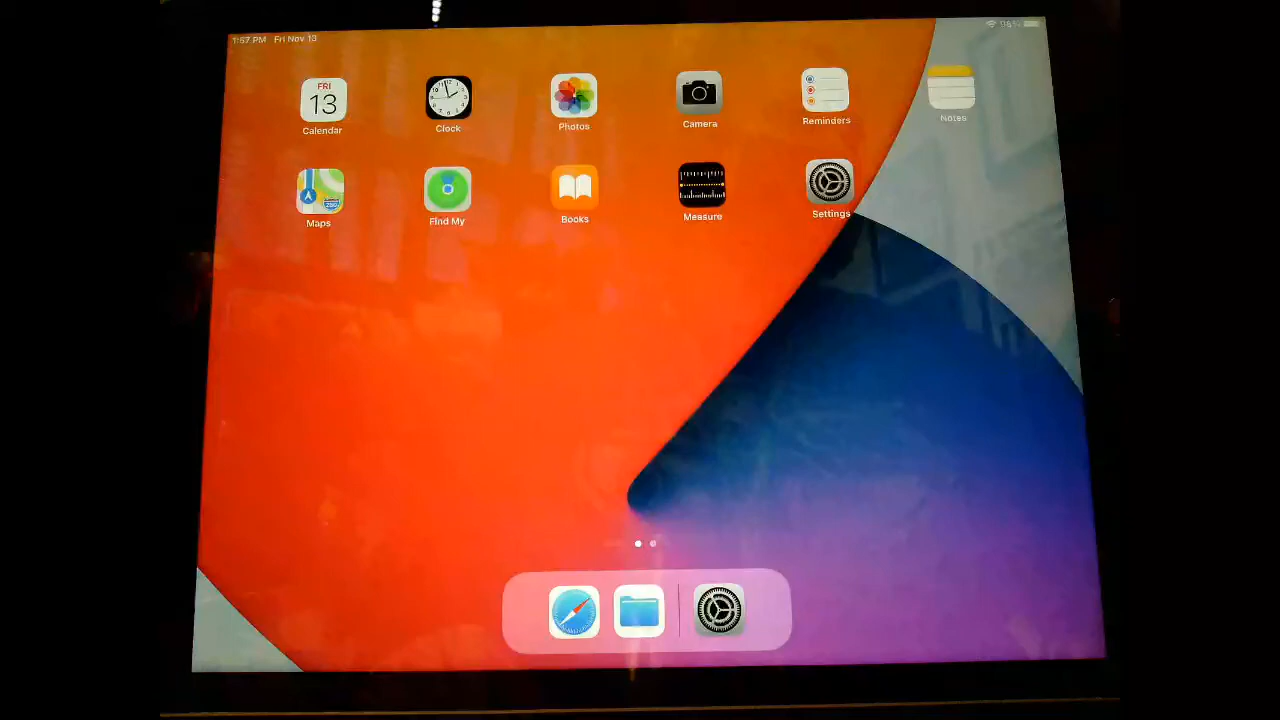 1:57 PM Fri Nov 13
98%
FRI
13
Calendar
Clock
Photos
Camera
Reminders
Notes
Maps
Find My
Books
Measure
Settings